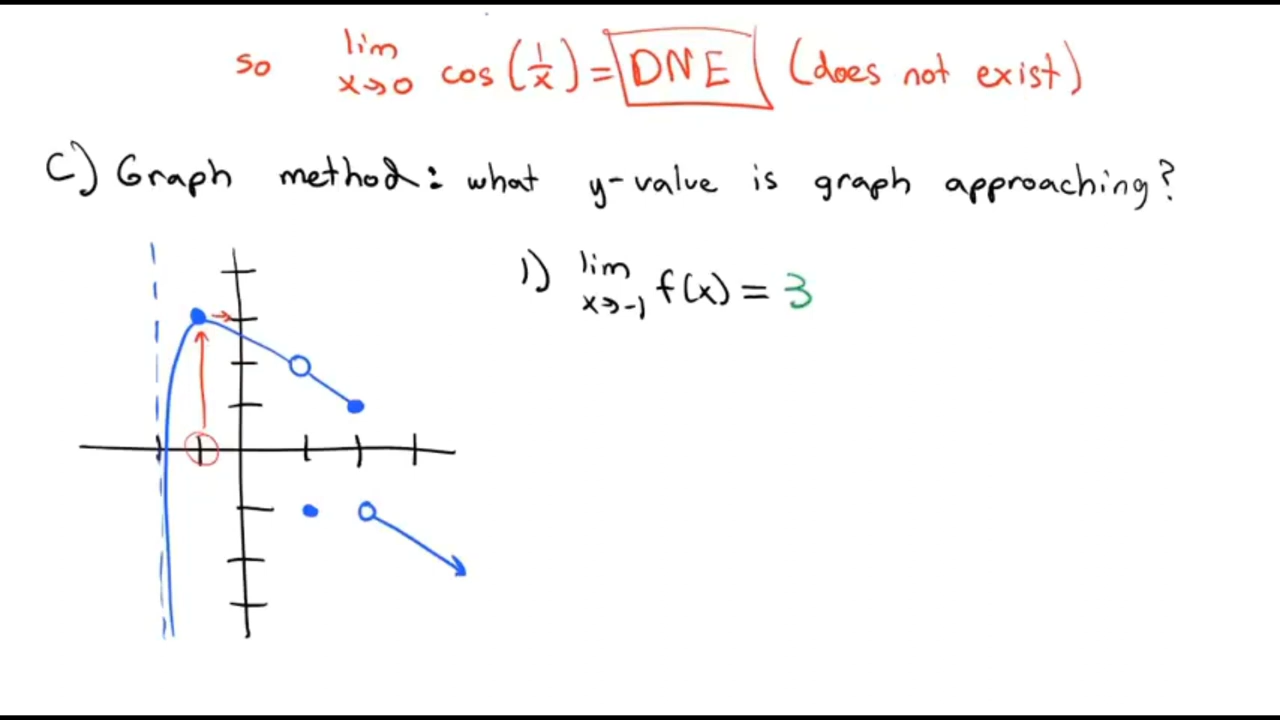 so lim x→0 cos(1/x) = DNE (does not exist)
C) Graph method: what y-value is graph approaching?
1) lim x→-1 f(x) = 3